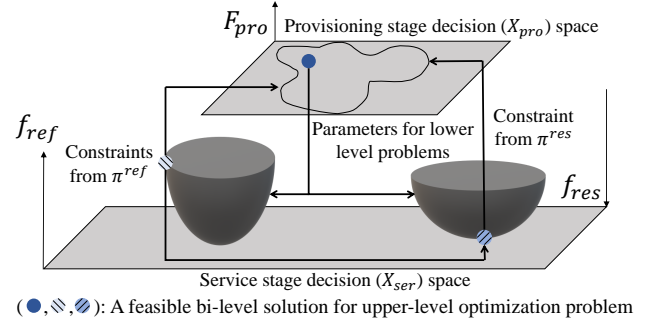 F_pro
Provisioning stage decision (X_pro) space
f_ref
Constraints
from π^ref
Parameters for lower
level problems
Constraint
from π^res
f_res
Service stage decision (X_ser) space
( , , ): A feasible bi-level solution for upper-level optimization problem